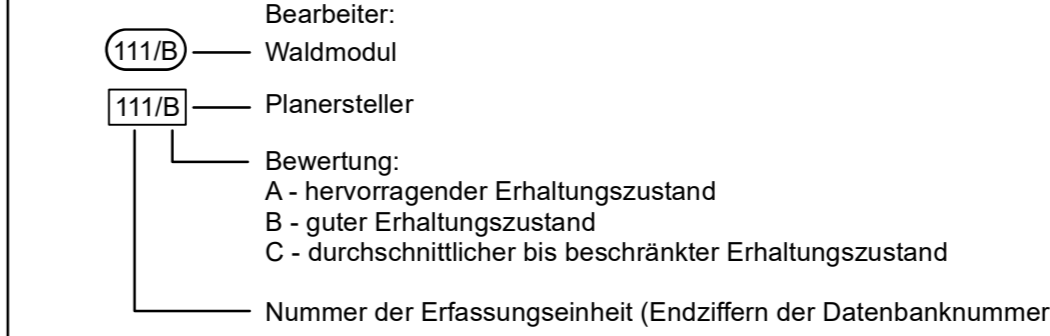 Bearbeiter:
111/B Waldmodul
111/B Planersteller
Bewertung:
A - hervorragender Erhaltungszustand
B - guter Erhaltungszustand
C - durchschnittlicher bis beschränkter Erhaltungszustand
Nummer der Erfassungseinheit (Endziffern der Datenbanknummer